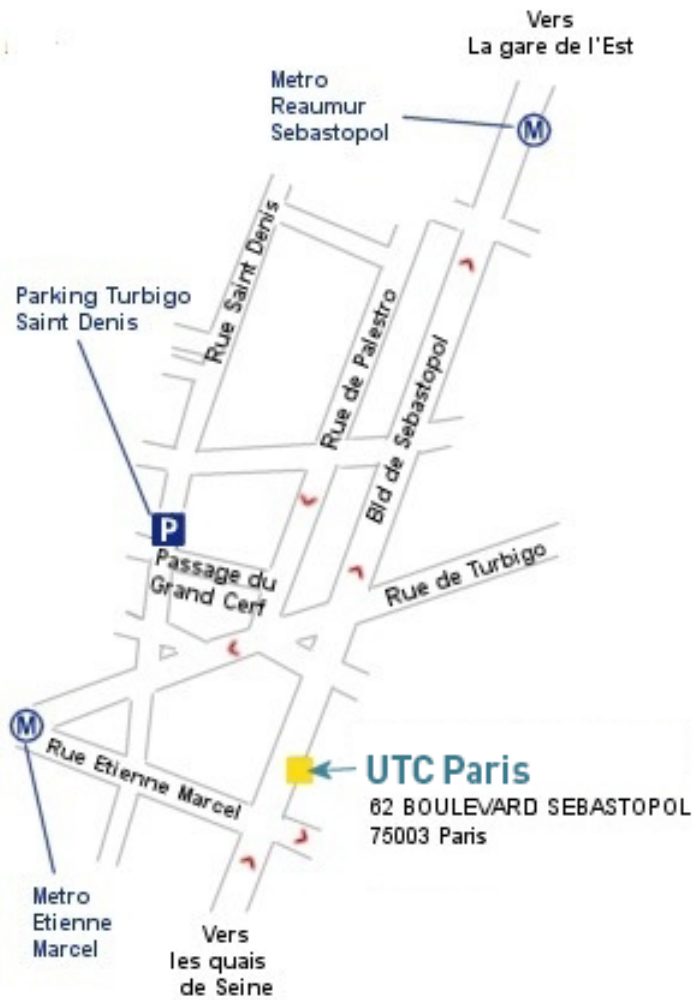 Vers
La gare de l'Est
Metro
Reaumur
Sebastopol
M
Rue Saint Denis
Parking Turbigo
Saint Denis
Rue de Palestro
Bld de Sebastopol
P
Passage du
Grand Cerf
Rue de Turbigo
M
Rue Etienne Marcel
UTC Paris
62 BOULEVARD SEBASTOPOL
75003 Paris
Metro
Etienne
Marcel
Vers
les quais
de Seine